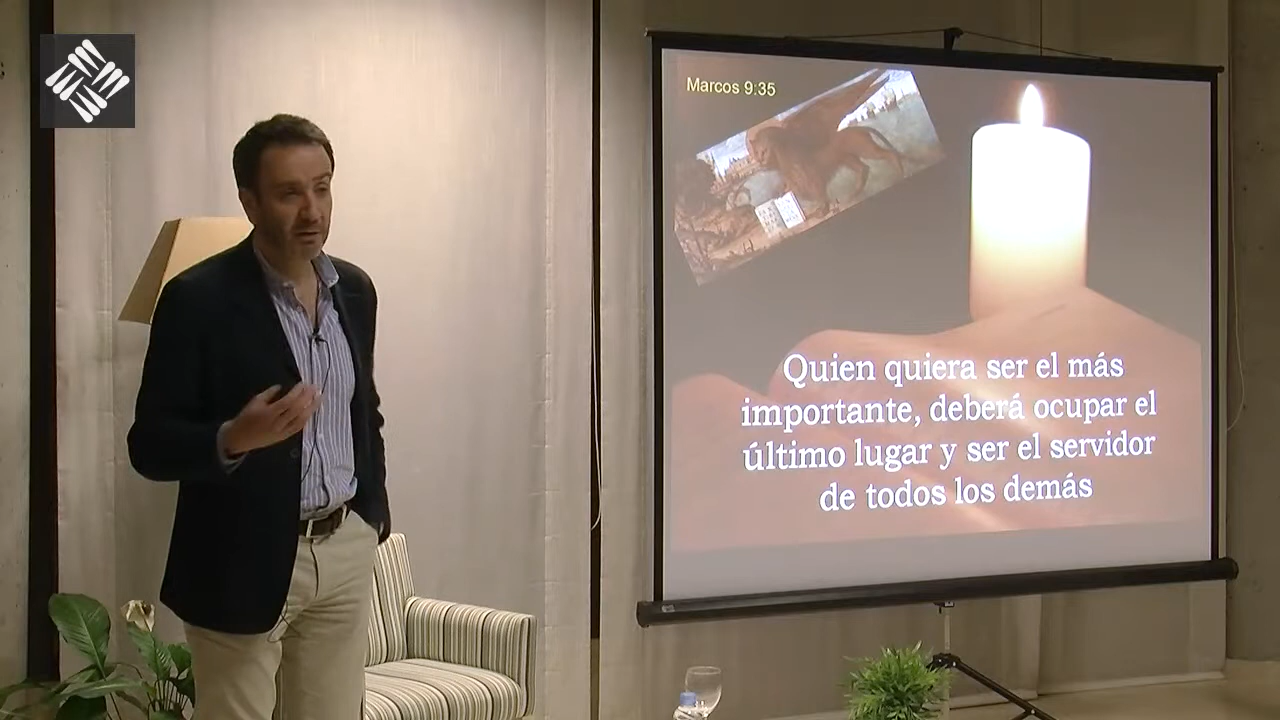 Marcos 9:35
Quien quiera ser el más
importante, deberá ocupar el
último lugar y ser el servidor
de todos los demás